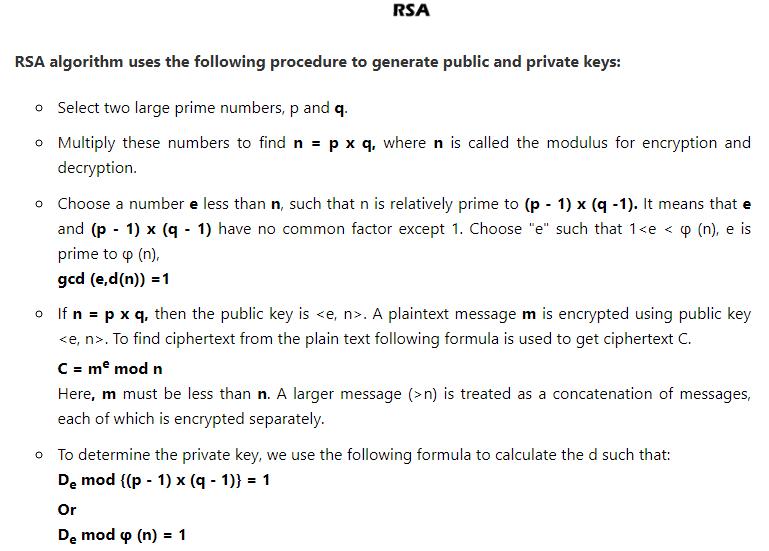 RSA
RSA algorithm uses the following procedure to generate public and private keys:
○ Select two large prime numbers, p and q.
○ Multiply these numbers to find n = p x q, where n is called the modulus for encryption and
decryption.
○ Choose a number e less than n, such that n is relatively prime to (p - 1) x (q -1). It means that e
and (p - 1) x (q - 1) have no common factor except 1. Choose "e" such that 1<e < φ (n), e is
prime to φ (n),
gcd (e,d(n)) =1
○ If n = p x q, then the public key is <e, n>. A plaintext message m is encrypted using public key
<e, n>. To find ciphertext from the plain text following formula is used to get ciphertext C.
C = mᵉ mod n
Here, m must be less than n. A larger message (>n) is treated as a concatenation of messages,
each of which is encrypted separately.
○ To determine the private key, we use the following formula to calculate the d such that:
Dₑ mod {(p - 1) x (q - 1)} = 1
Or
Dₑ mod φ (n) = 1